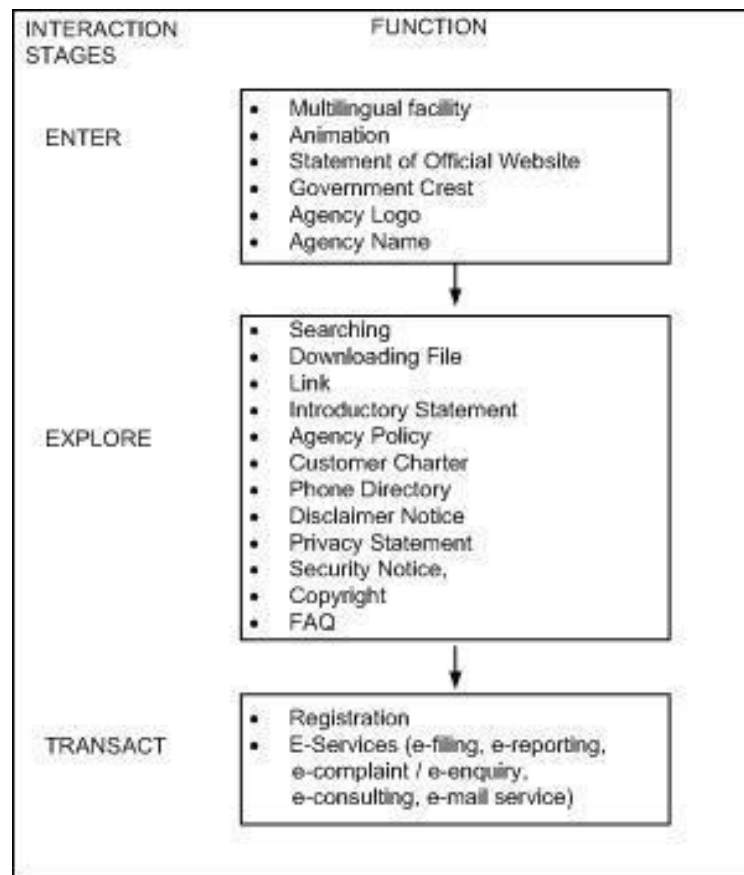 INTERACTION STAGES
FUNCTION
ENTER
• Multilingual facility
• Animation
• Statement of Official Website
• Government Crest
• Agency Logo
• Agency Name
EXPLORE
• Searching
• Downloading File
• Link
• Introductory Statement
• Agency Policy
• Customer Charter
• Phone Directory
• Disclaimer Notice
• Privacy Statement
• Security Notice,
• Copyright
• FAQ
TRANSACT
• Registration
• E-Services (e-filing, e-reporting,
e-complaint / e-enquiry,
e-consulting, e-mail service)